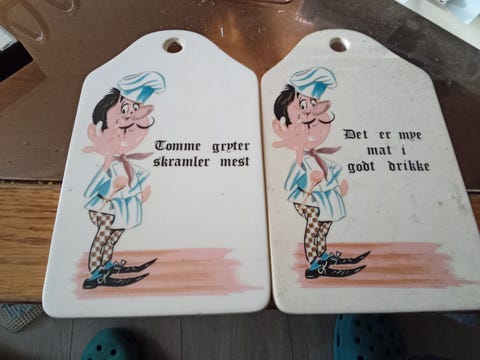 Tomme gryter
skramler mest
Det er mye
mat i
godt drikke